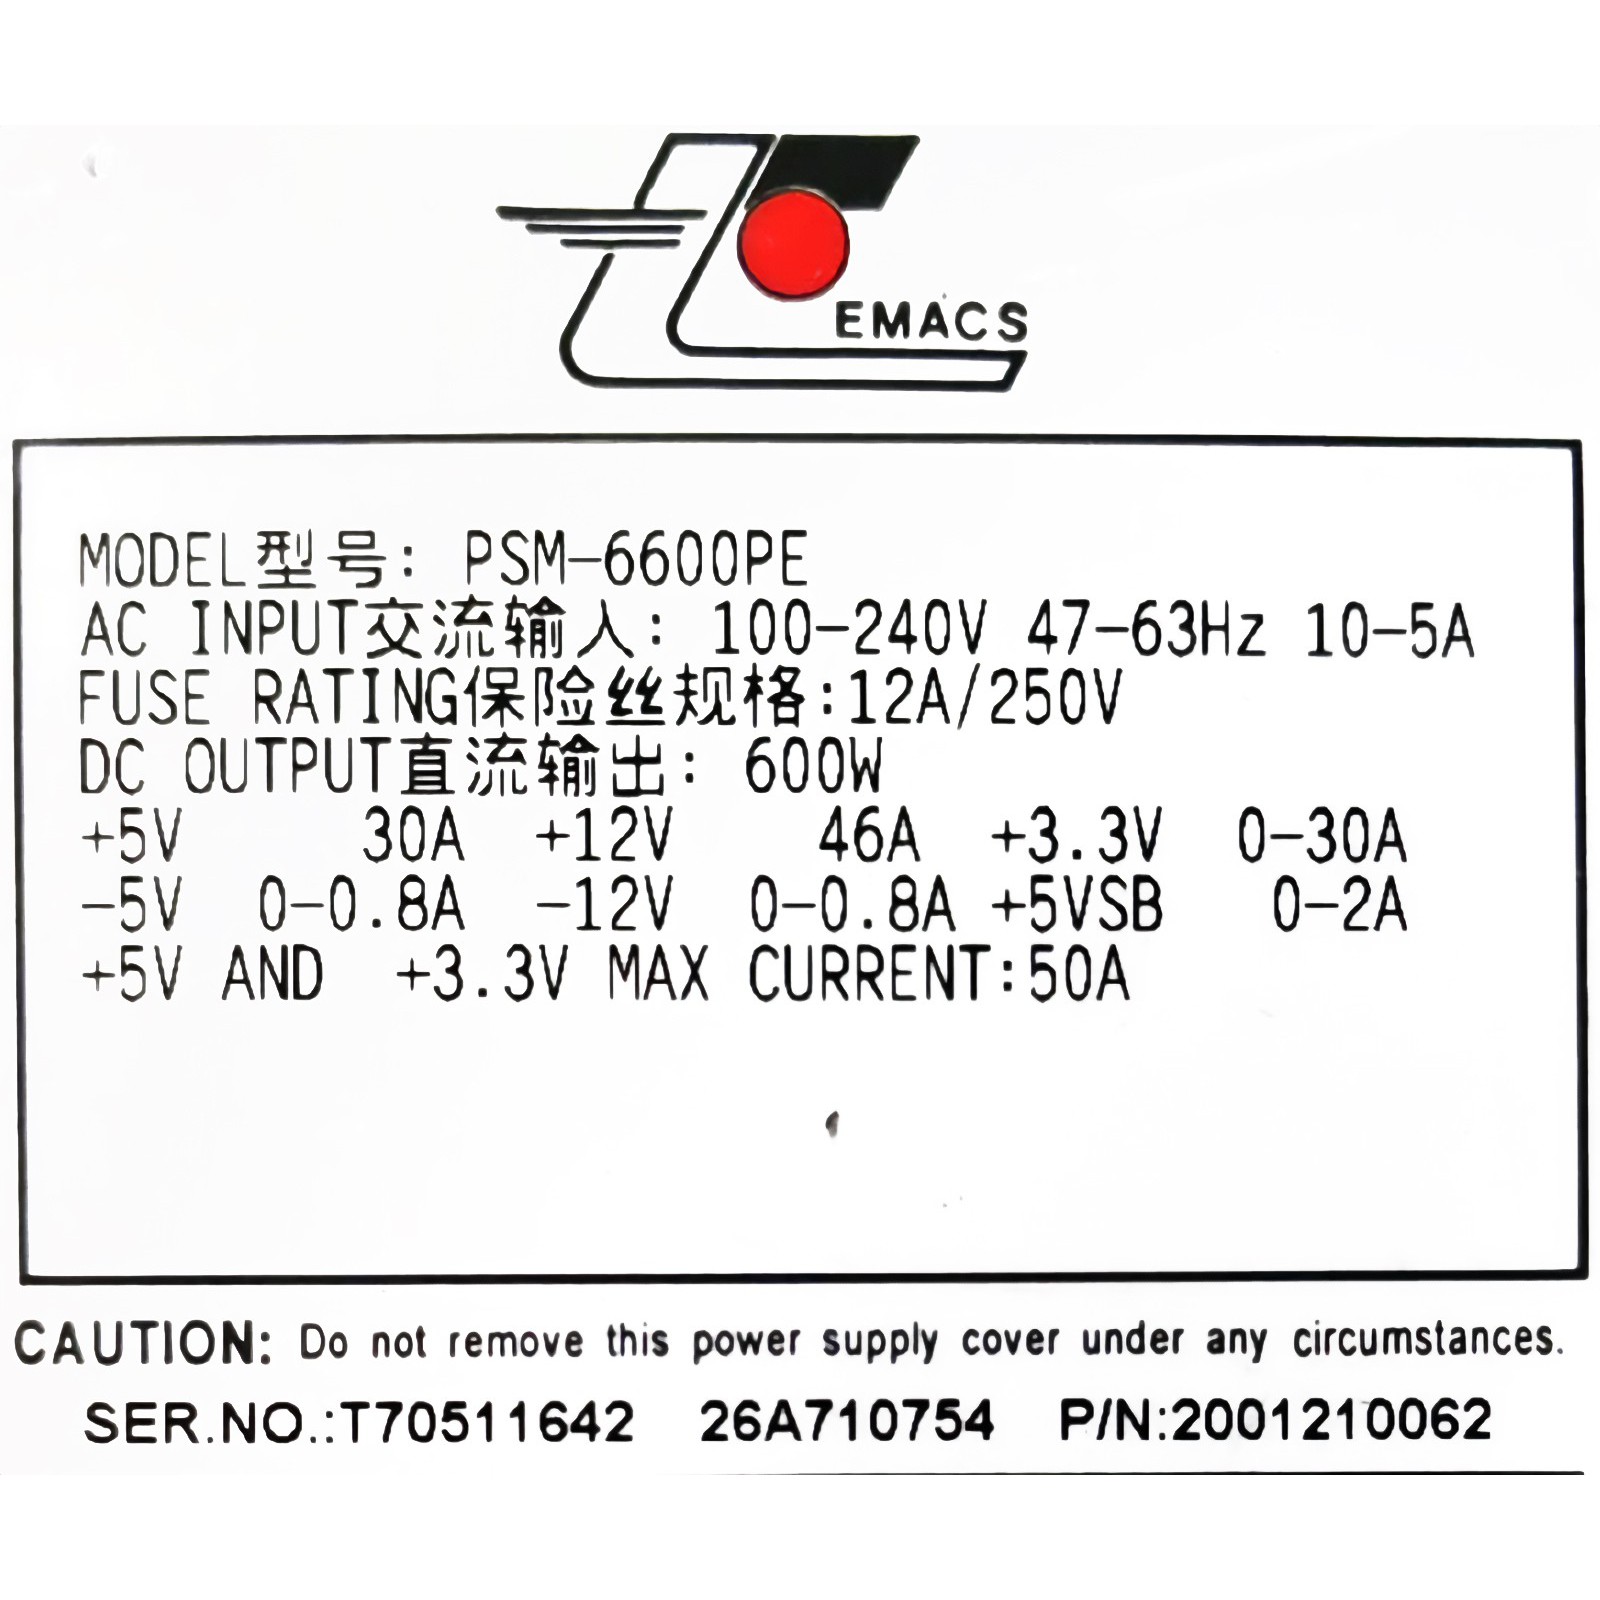 EMACS
MODEL型号: PSM-6600PE
AC INPUT交流输入: 100-240V 47-63Hz 10-5A
FUSE RATING保险丝规格:12A/250V
DC OUTPUT直流输出: 600W
+5V 30A +12V 46A +3.3V 0-30A
-5V 0-0.8A -12V 0-0.8A +5VSB 0-2A
+5V AND +3.3V MAX CURRENT:50A
CAUTION: Do not remove this power supply cover under any circumstances.
SER.NO.:T70511642 26A710754 P/N:2001210062